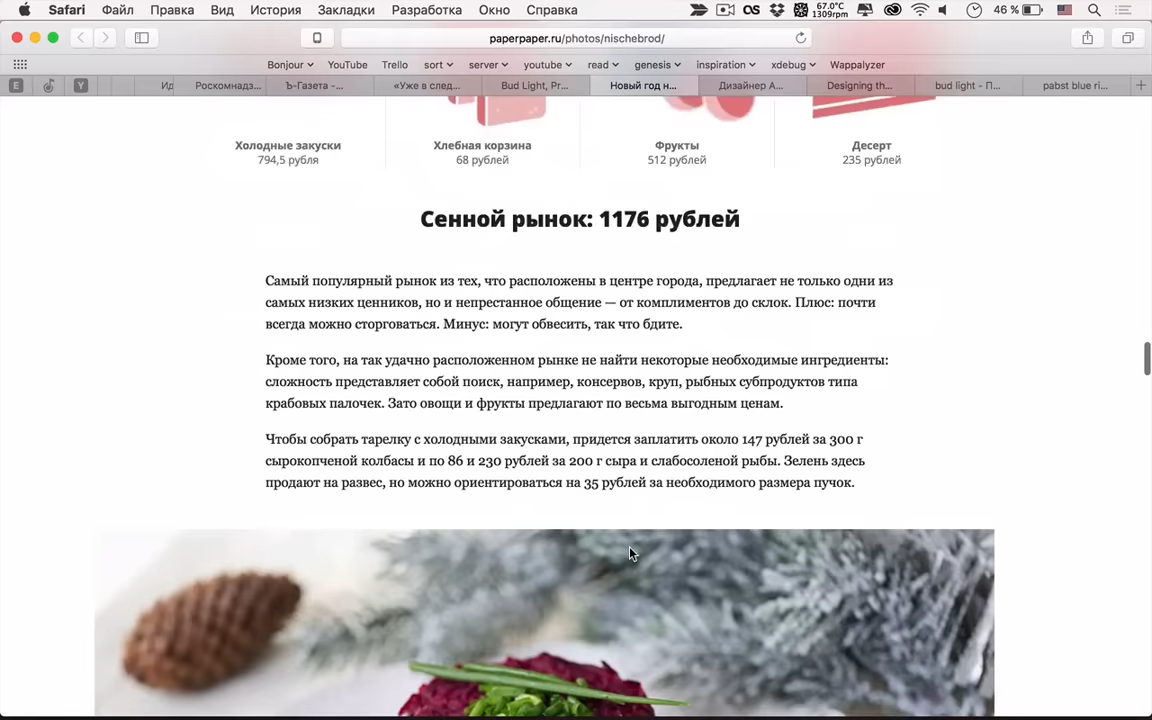 Safari Файл Правка Вид История Закладки Разработка Окно Справка 67.0°C 1309rpm 46 %
paperpaper.ru/photos/nischebrod/
Bonjour YouTube Trello sort server youtube read genesis inspiration xdebug Wappalyzer
E Y Ид Роскомнадз... Ъ-Газета -... «Уже в след... Bud Light, Pr... Новый год н... Дизайнер А... Designing th... bud light - П... pabst blue ri...
Холодные закуски Хлебная корзина Фрукты Десерт
794,5 рубля 68 рублей 512 рублей 235 рублей
Сенной рынок: 1176 рублей
Самый популярный рынок из тех, что расположены в центре города, предлагает не только одни из
самых низких ценников, но и непрестанное общение — от комплиментов до склок. Плюс: почти
всегда можно сторговаться. Минус: могут обвесить, так что бдите.
Кроме того, на так удачно расположенном рынке не найти некоторые необходимые ингредиенты:
сложность представляет собой поиск, например, консервов, круп, рыбных субпродуктов типа
крабовых палочек. Зато овощи и фрукты предлагают по весьма выгодным ценам.
Чтобы собрать тарелку с холодными закусками, придется заплатить около 147 рублей за 300 г
сырокопченой колбасы и по 86 и 230 рублей за 200 г сыра и слабосоленой рыбы. Зелень здесь
продают на развес, но можно ориентироваться на 35 рублей за необходимого размера пучок.